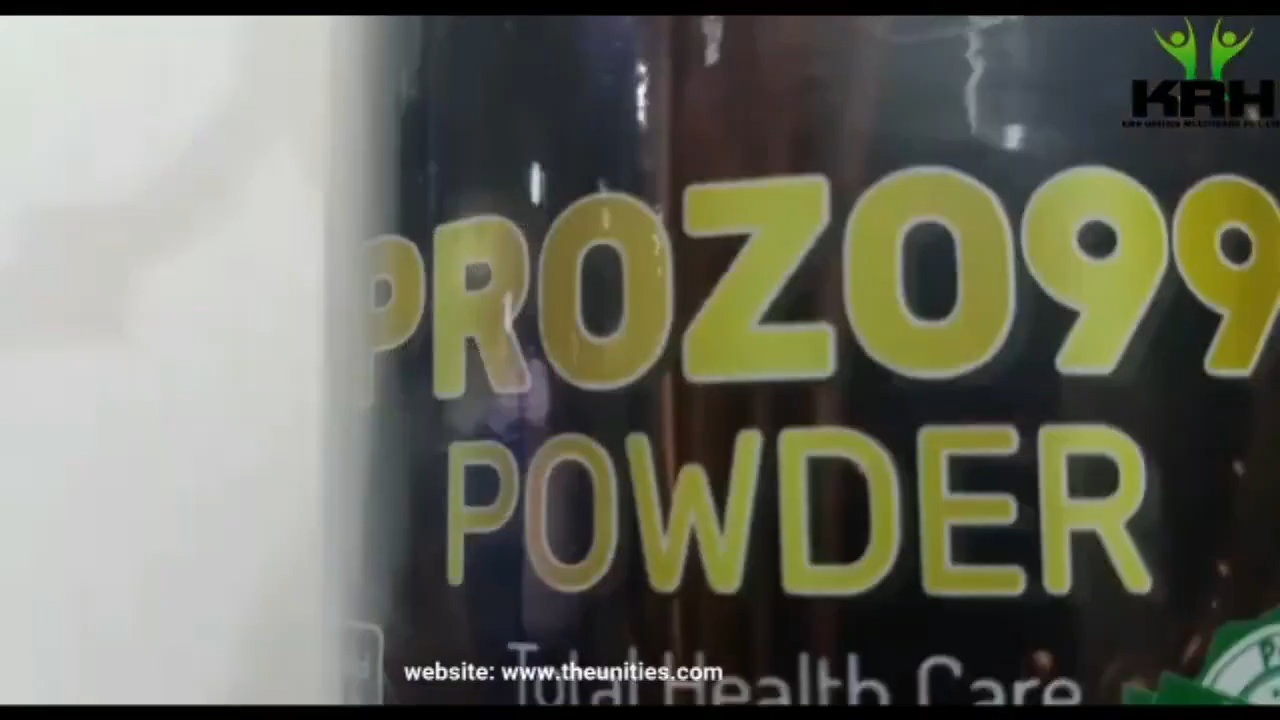 KRH
PROZO99
POWDER
Total Health Care
website: www.theunities.com